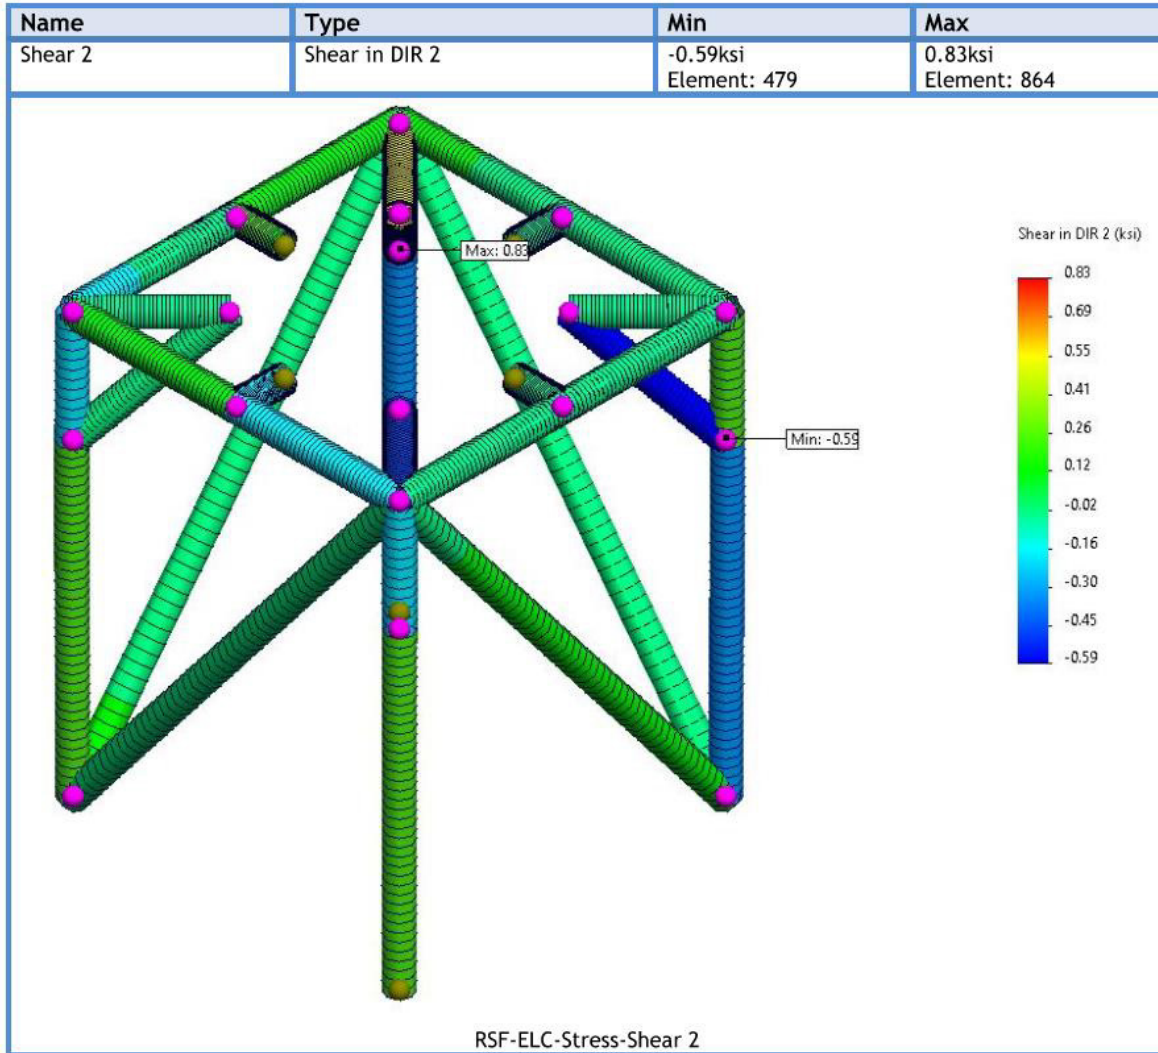 Name Type Min Max
Shear 2 Shear in DIR 2 -0.59ksi 0.83ksi
Element: 479 Element: 864
Max: 0.83
Shear in DIR 2 (ksi)
0.83
0.69
0.55
0.41
0.26
0.12
-0.02
-0.16
-0.30
-0.45
-0.59
Min: -0.59
RSF-ELC-Stress-Shear 2